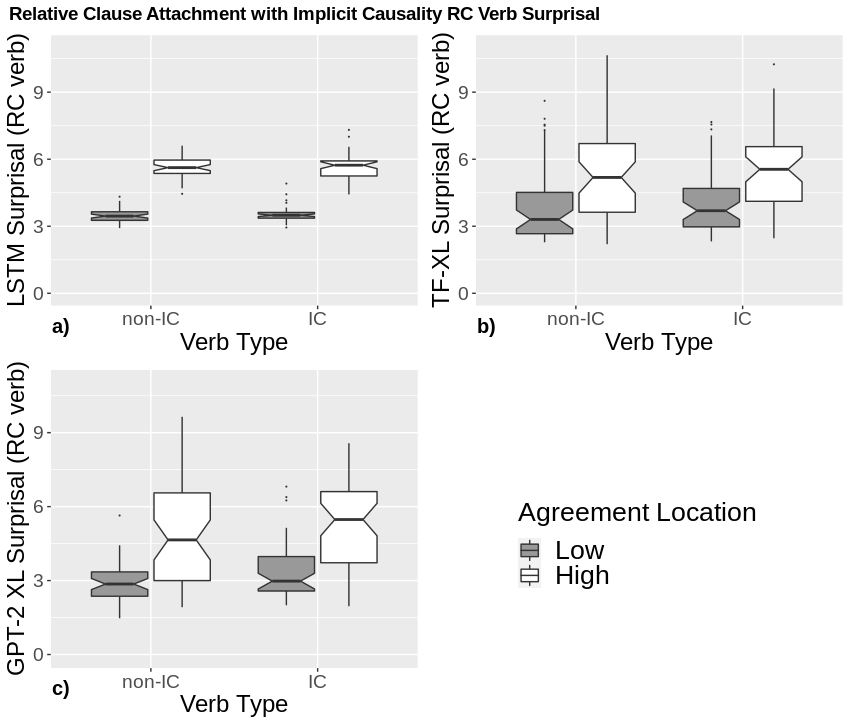 Relative Clause Attachment with Implicit Causality RC Verb Surprisal
LSTM Surprisal (RC verb)
9
6
3
0
non-IC IC
a)
Verb Type
TF-XL Surprisal (RC verb)
9
6
3
0
non-IC IC
b)
Verb Type
GPT-2 XL Surprisal (RC verb)
9
6
3
0
non-IC IC
c)
Verb Type
Agreement Location
Low
High